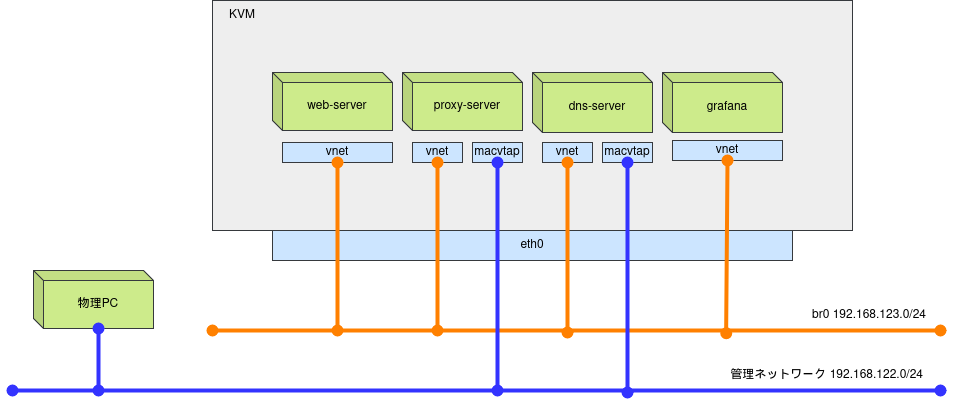 KVM
web-server
proxy-server
dns-server
grafana
vnet
vnet
macvtap
vnet
macvtap
vnet
eth0
物理PC
br0 192.168.123.0/24
管理ネットワーク 192.168.122.0/24